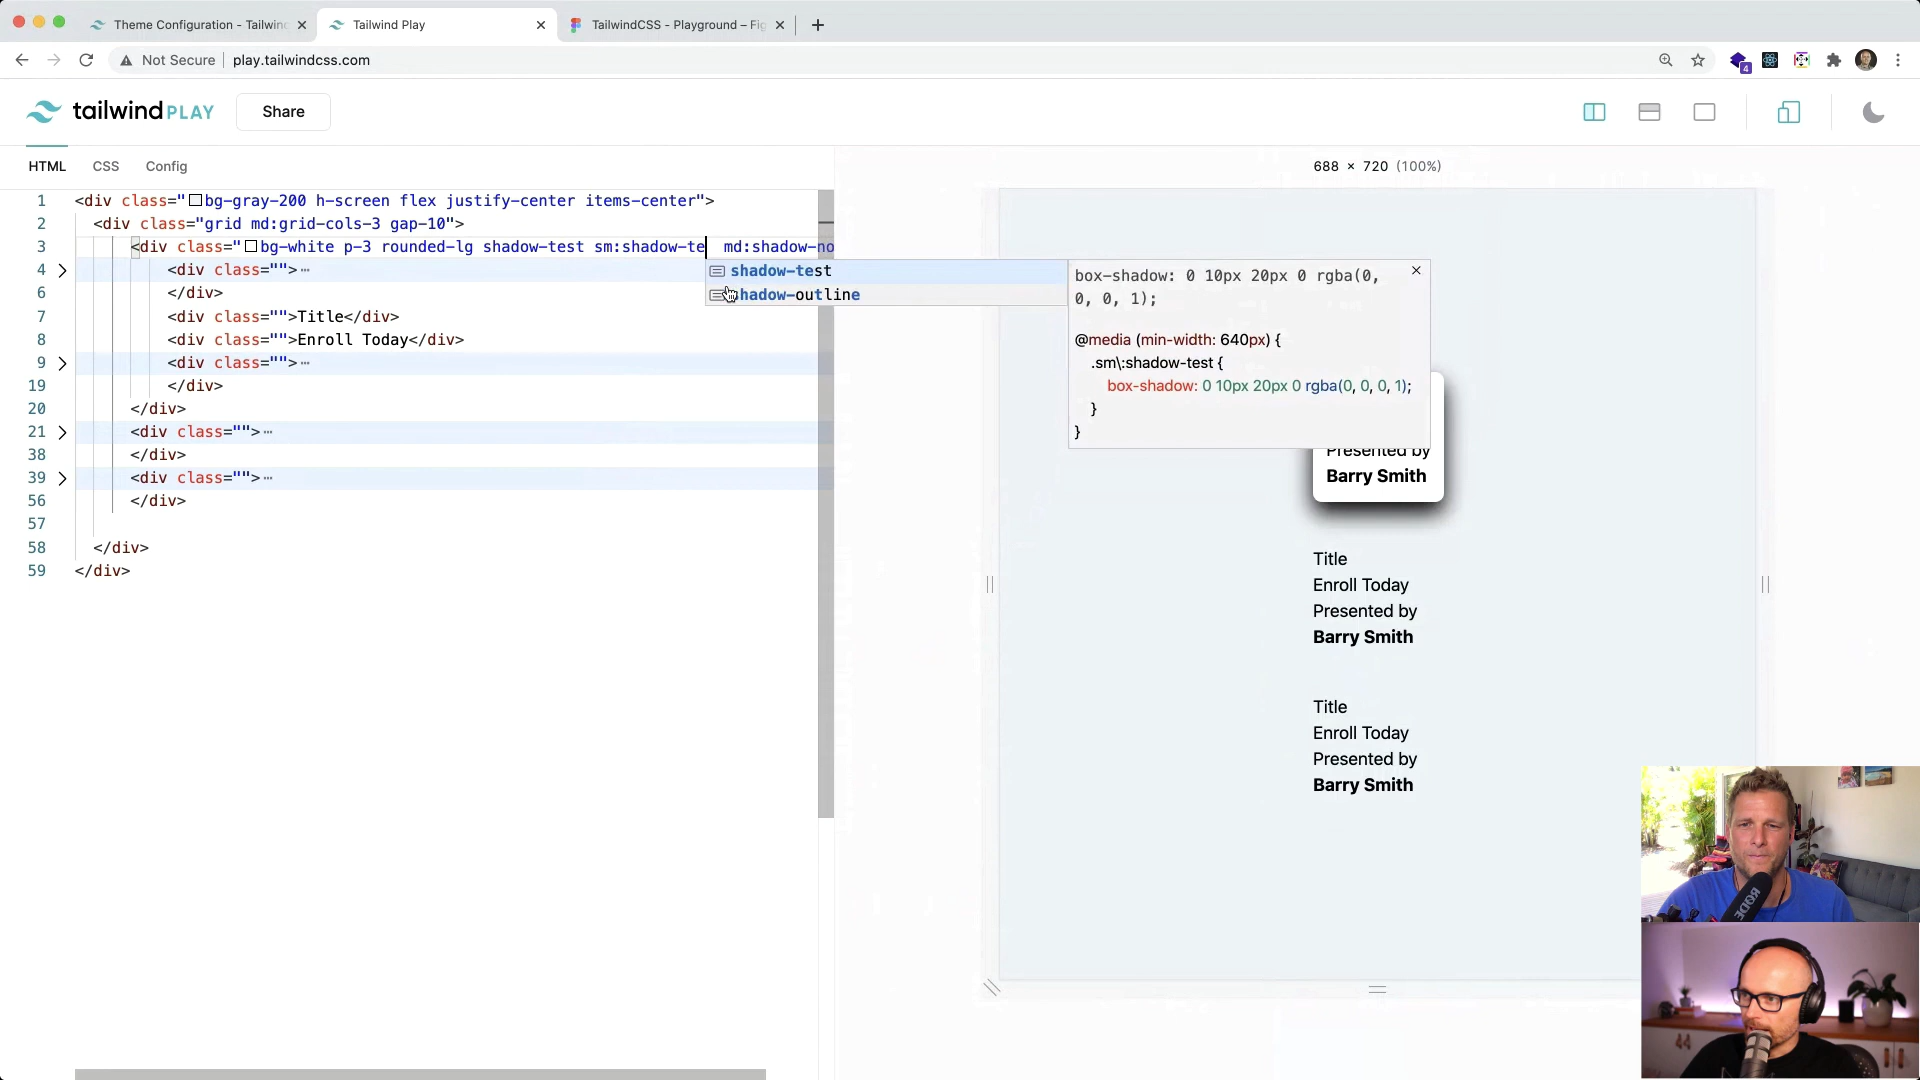 Theme Configuration - Tailwin
Tailwind Play
TailwindCSS - Playground – Fig
Not Secure play.tailwindcss.com
4
tailwind PLAY
Share
HTML CSS Config
688 × 720 (100%)
1 <div class="bg-gray-200 h-screen flex justify-center items-center">
2 <div class="grid md:grid-cols-3 gap-10">
3 <div class="bg-white p-3 rounded-lg shadow-test sm:shadow-te md:shadow-no
4 <div class="">⋯
6 </div>
7 <div class="">Title</div>
8 <div class="">Enroll Today</div>
9 <div class="">⋯
19 </div>
20 </div>
21 <div class="">⋯
38 </div>
39 <div class="">⋯
56 </div>
57
58 </div>
59 </div>
shadow-test
shadow-outline
box-shadow: 0 10px 20px 0 rgba(0,
0, 0, 1);
@media (min-width: 640px) {
.sm\:shadow-test {
box-shadow: 0 10px 20px 0 rgba(0, 0, 0, 1);
}
}
Presented by
Barry Smith
Title
Enroll Today
Presented by
Barry Smith
Title
Enroll Today
Presented by
Barry Smith
RØDE